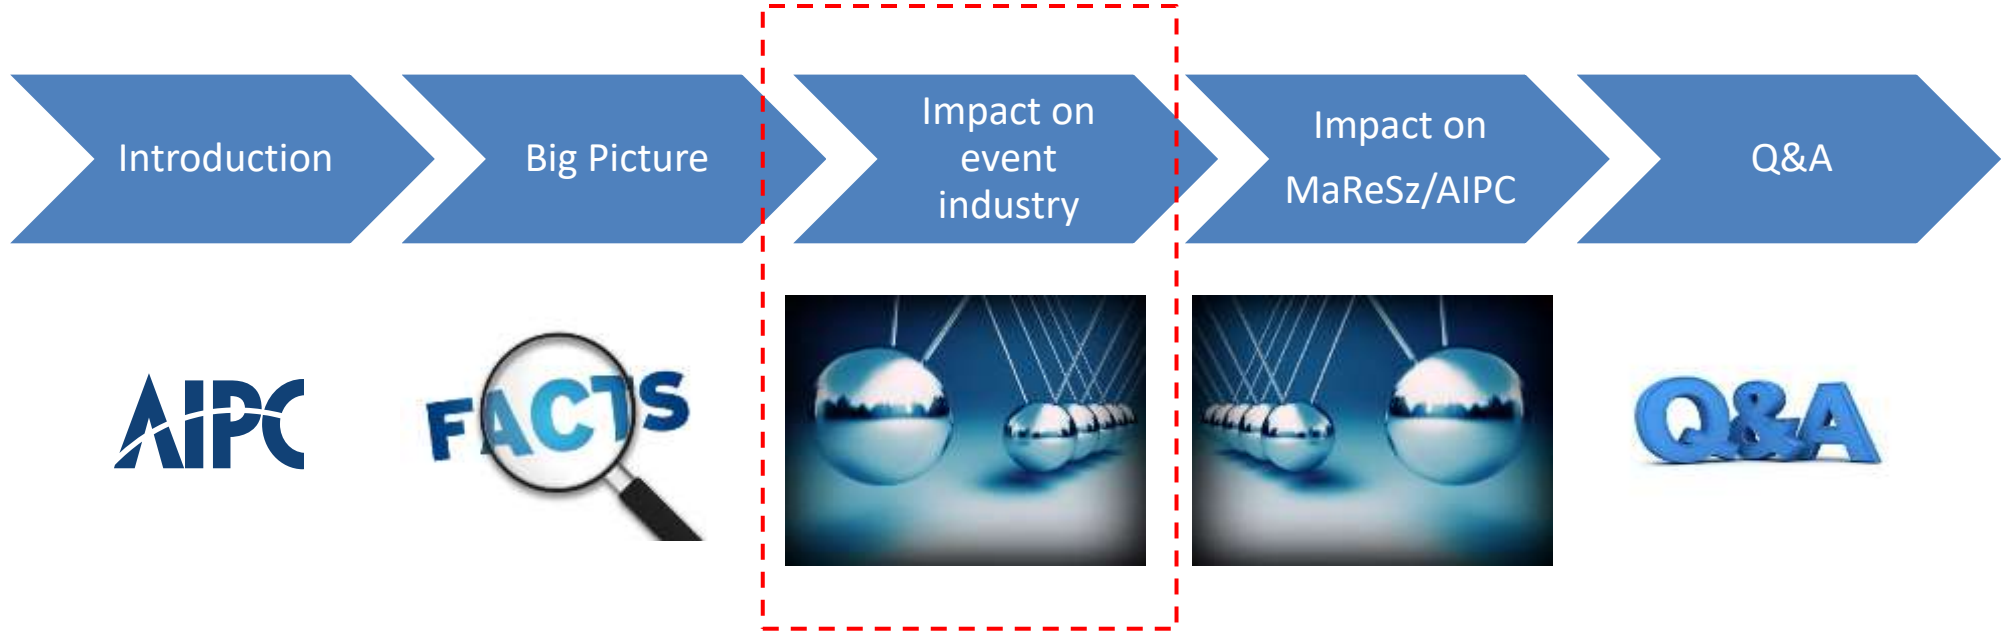 Introduction
Big Picture
Impact on
event
industry
Impact on
MaReSz/AIPC
Q&A
AIPC
FACTS
Q&A